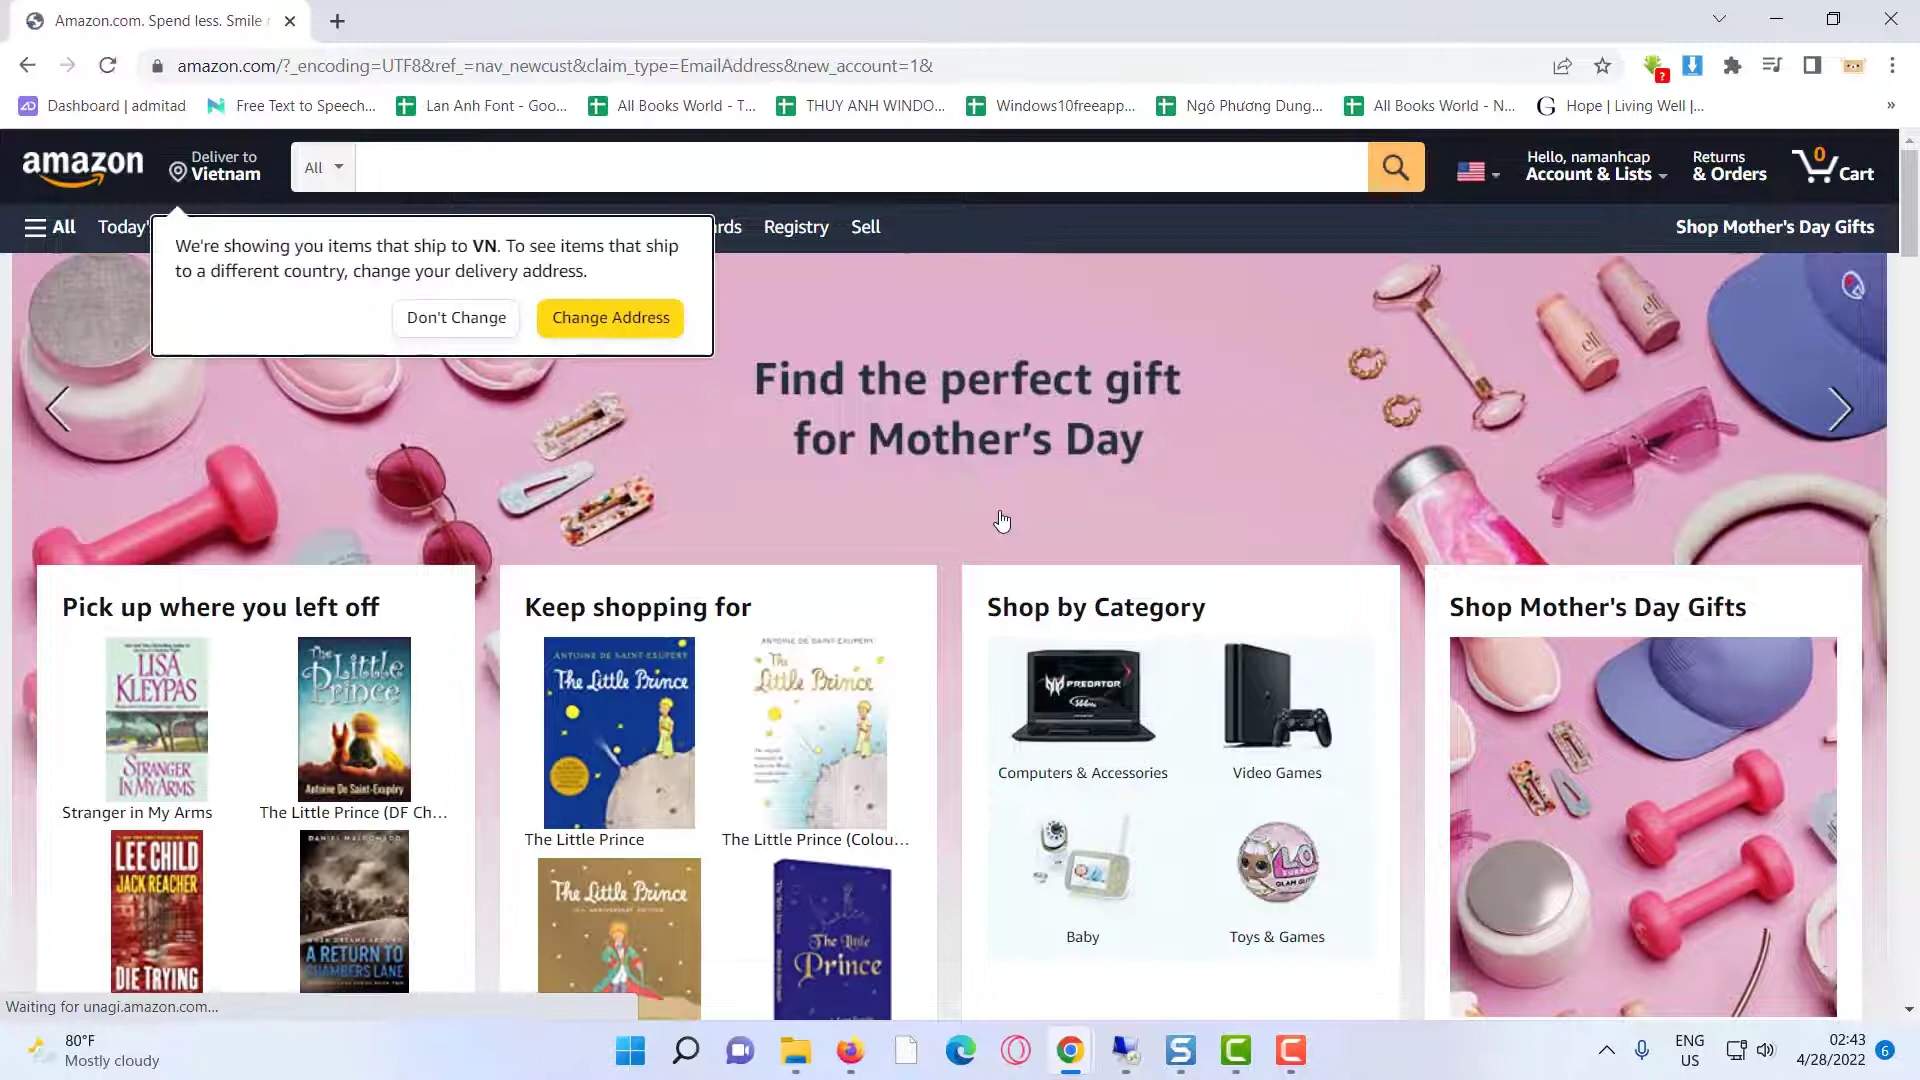 Amazon.com. Spend less. Smile
amazon.com/?_encoding=UTF8&ref_=nav_newcust&claim_type=EmailAddress&new_account=1&
Dashboard | admitad
Free Text to Speech...
Lan Anh Font - Goo...
All Books World - T...
THUY ANH WINDO...
Windows10freeapp...
Ngô Phương Dung...
All Books World - N...
Hope | Living Well |...
»
amazon
Deliver to
Vietnam
All
Hello, namanhcap
Account & Lists
Returns
& Orders
0
Cart
All
Today'
rds
Registry
Sell
Shop Mother's Day Gifts
We're showing you items that ship to VN. To see items that ship
to a different country, change your delivery address.
Don't Change
Change Address
Find the perfect gift
for Mother's Day
e.l.f.
e.l.f.
Pick up where you left off
LISA
KLEYPAS
STRANGER
IN MY ARMS
Stranger in My Arms
The Little
Prince
Antoine De Saint-Exupéry
The Little Prince (DF Ch...
LEE CHILD
JACK REACHER
DIE TRYING
DANIEL MALDONADO
A RETURN TO
CHAMBERS LANE
Keep shopping for
ANTOINE DE SAINT-EXUPÉRY
The Little Prince
The Little Prince
ANTOINE DE SAINT-EXUPÉRY
The
Little Prince
The Little Prince (Colou...
The Little Prince
The Little
Prince
Shop by Category
PREDATOR
Computers & Accessories
Video Games
Baby
L.O.L.
Toys & Games
Shop Mother's Day Gifts
Waiting for unagi.amazon.com...
80°F
Mostly cloudy
ENG
US
02:43
4/28/2022
6